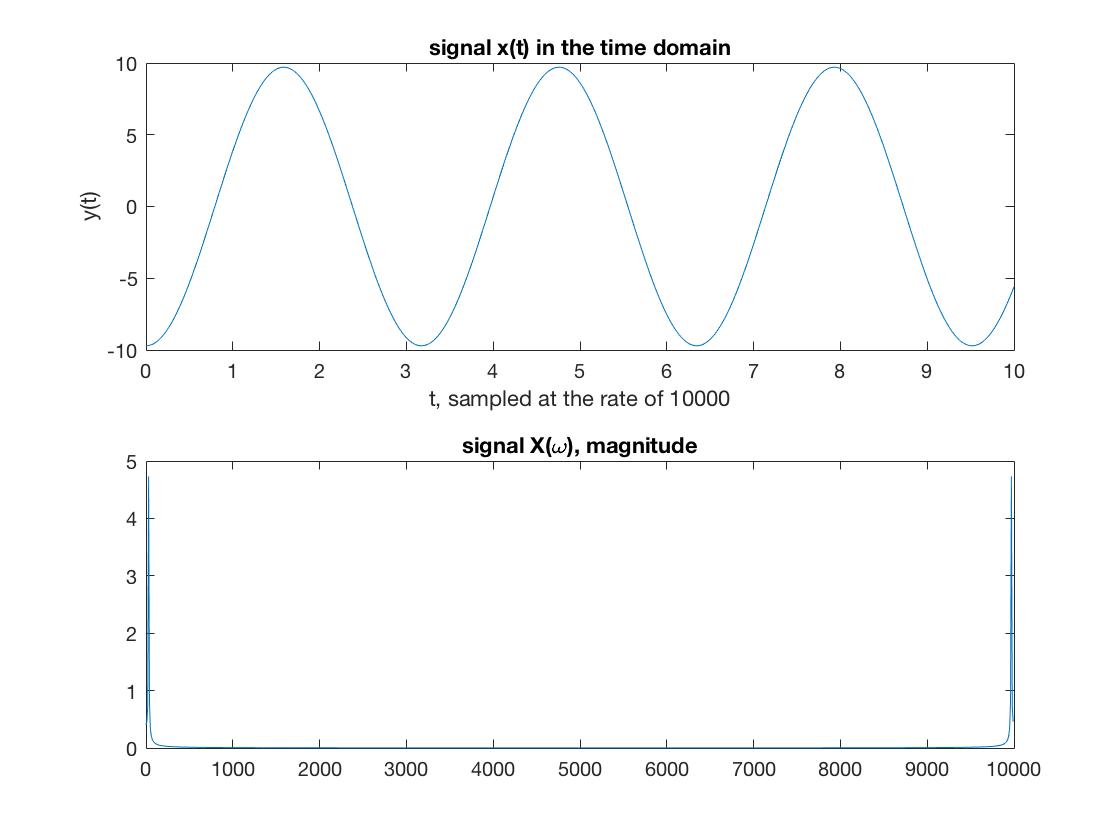 signal x(t) in the time domain
10
5
0
-5
-10
y(t)
0 1 2 3 4 5 6 7 8 9 10
t, sampled at the rate of 10000
signal X(ω), magnitude
5
4
3
2
1
0
0 1000 2000 3000 4000 5000 6000 7000 8000 9000 10000